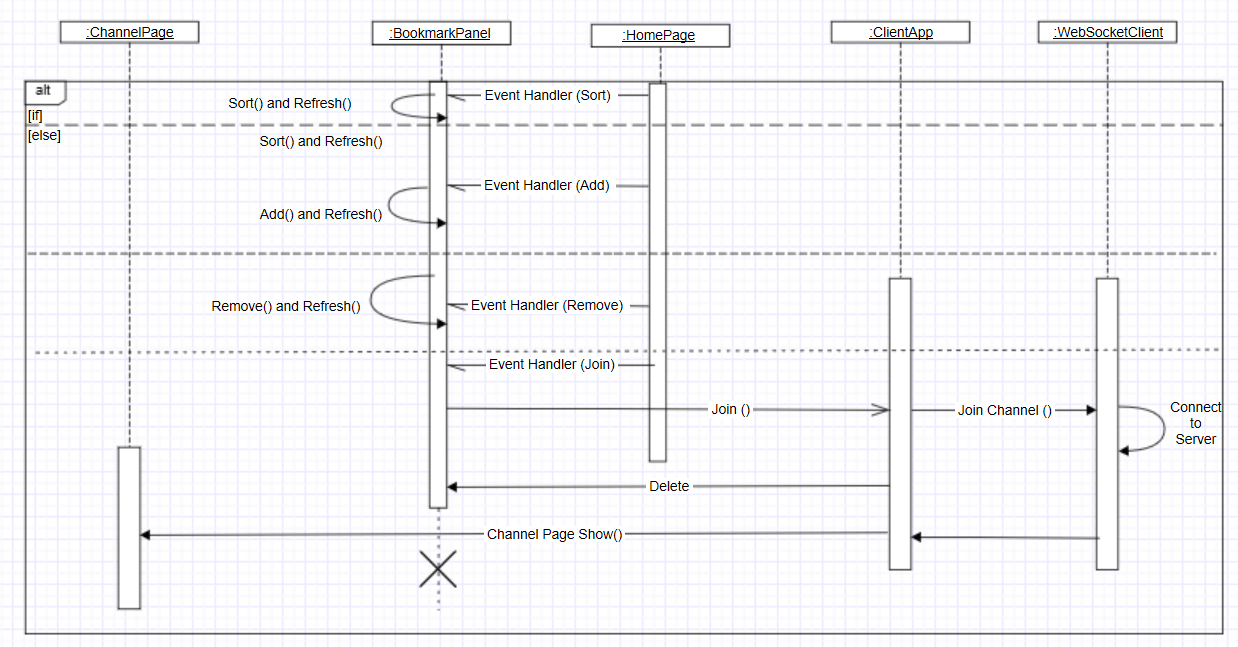 :ChannelPage
:BookmarkPanel
:HomePage
:ClientApp
:WebSocketClient
alt
[if]
Sort() and Refresh()
Event Handler (Sort)
[else]
Sort() and Refresh()
Event Handler (Add)
Add() and Refresh()
Event Handler (Remove)
Remove() and Refresh()
Event Handler (Join)
Join ()
Join Channel ()
Connect
to
Server
Delete
Channel Page Show()